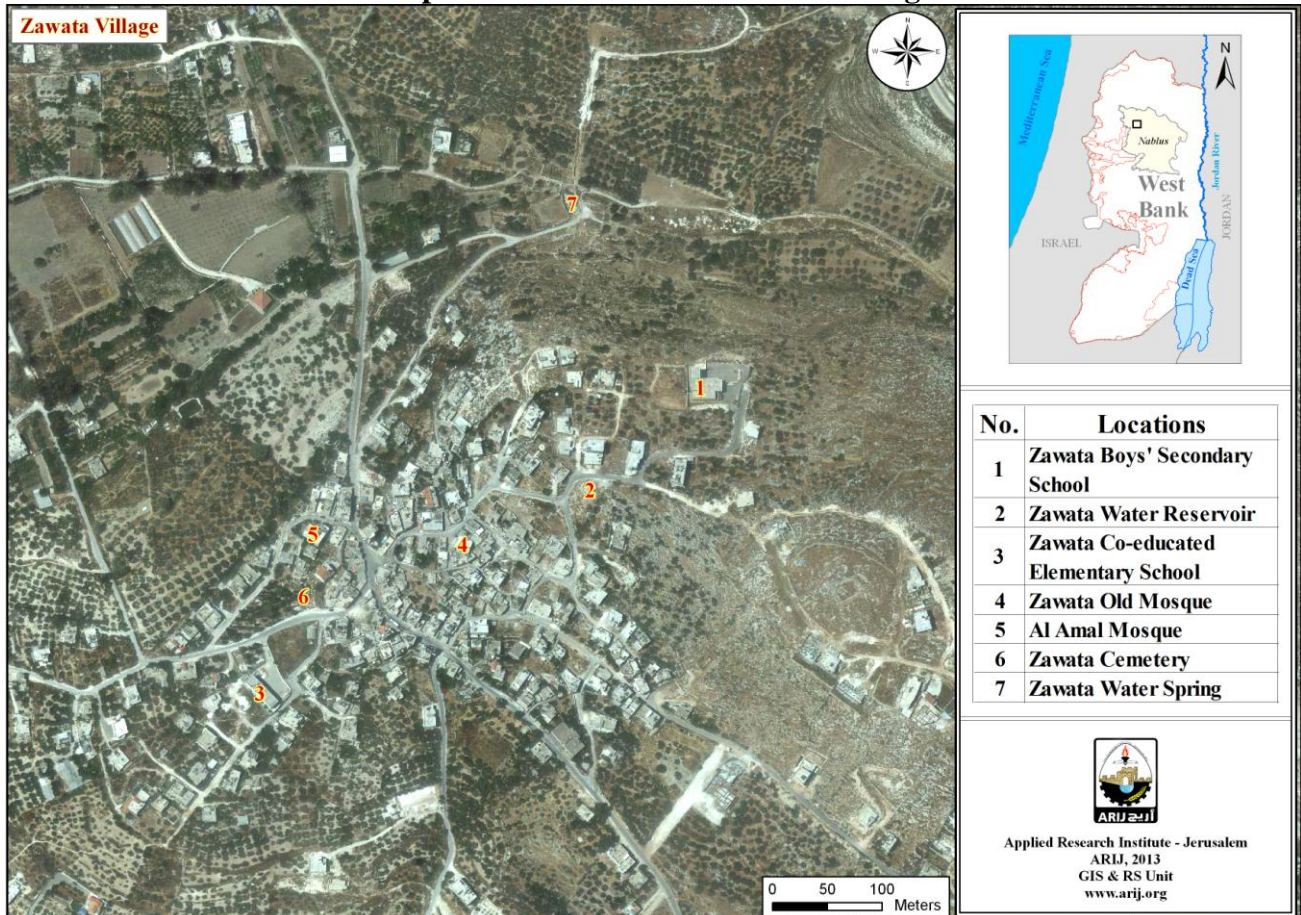 Zawata Village
N
W
E
7
1
2
5
4
6
3
0 50 100
Meters
N
Mediterranean Sea
Nablus
West
Bank
Jordan River
JORDAN
ISRAEL
Dead Sea
No. Locations
1 Zawata Boys' Secondary
School
2 Zawata Water Reservoir
3 Zawata Co-educated
Elementary School
4 Zawata Old Mosque
5 Al Amal Mosque
6 Zawata Cemetery
7 Zawata Water Spring
ARIJ أريج
Applied Research Institute - Jerusalem
ARIJ, 2013
GIS & RS Unit
www.arij.org